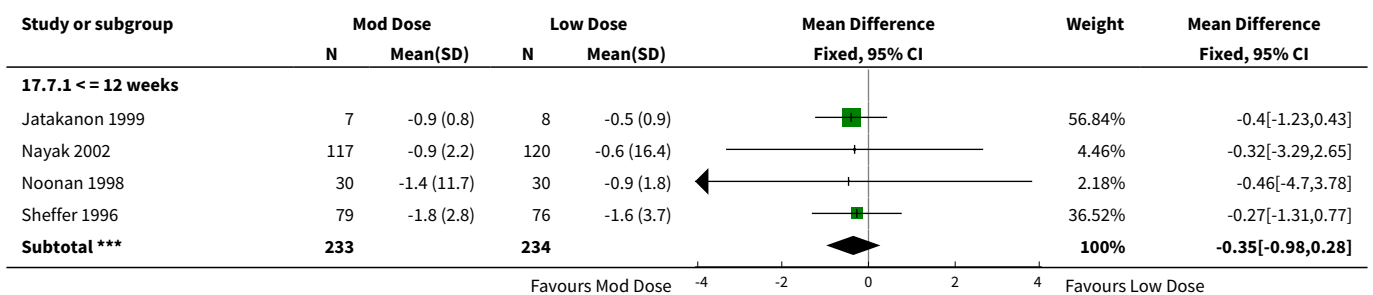 Study or subgroup Mod Dose Low Dose Mean Difference Weight Mean Difference
N Mean(SD) N Mean(SD) Fixed, 95% CI Fixed, 95% CI
17.7.1 < = 12 weeks
Jatakanon 1999 7 -0.9 (0.8) 8 -0.5 (0.9) 56.84% -0.4[-1.23,0.43]
Nayak 2002 117 -0.9 (2.2) 120 -0.6 (16.4) 4.46% -0.32[-3.29,2.65]
Noonan 1998 30 -1.4 (11.7) 30 -0.9 (1.8) 2.18% -0.46[-4.7,3.78]
Sheffer 1996 79 -1.8 (2.8) 76 -1.6 (3.7) 36.52% -0.27[-1.31,0.77]
Subtotal *** 233 234 100% -0.35[-0.98,0.28]
Favours Mod Dose -4 -2 0 2 4 Favours Low Dose